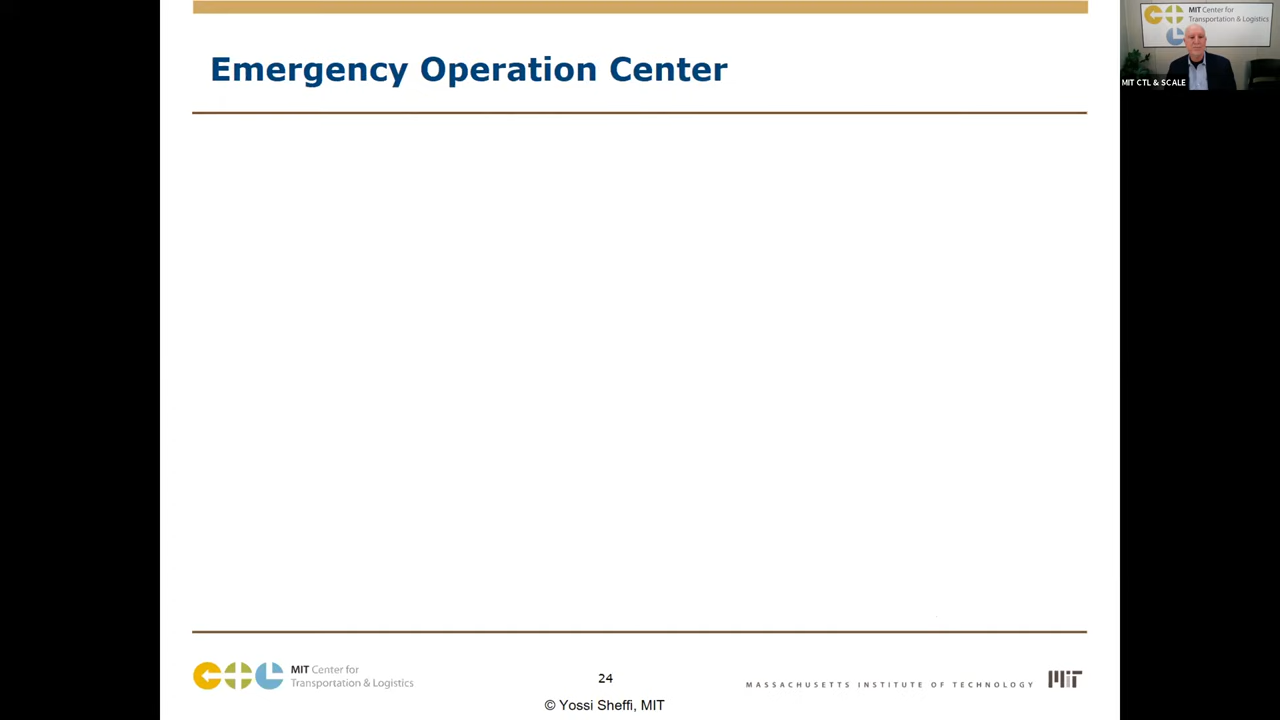 Emergency Operation Center
MIT Center for
Transportation & Logistics
MIT CTL & SCALE
MIT Center for
Transportation & Logistics
24
© Yossi Sheffi, MIT
MASSACHUSETTS INSTITUTE OF TECHNOLOGY
MIT